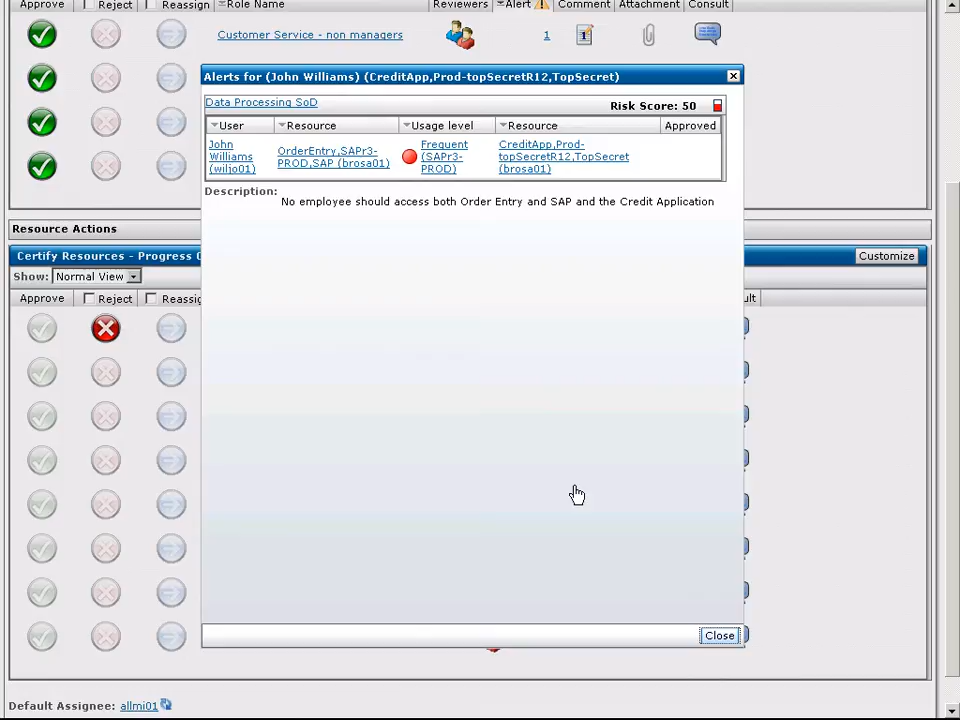 Approve Reject Reassign Role Name Reviewers Alert Comment Attachment Consult
Customer Service - non managers 1
Alerts for (John Williams) (CreditApp,Prod-topSecretR12,TopSecret)
Data Processing SoD Risk Score: 50
User Resource Usage level Resource Approved
John Williams (wiljo01)
OrderEntry,SAPr3-
PROD,SAP (brosa01)
Frequent
(SAPr3-
PROD)
CreditApp,Prod-
topSecretR12,TopSecret
(brosa01)
Description:
No employee should access both Order Entry and SAP and the Credit Application
Resource Actions
Certify Resources - Progress Customize
Show: Normal View
Approve Reject Reassig ult
Close
Default Assignee: allmi01